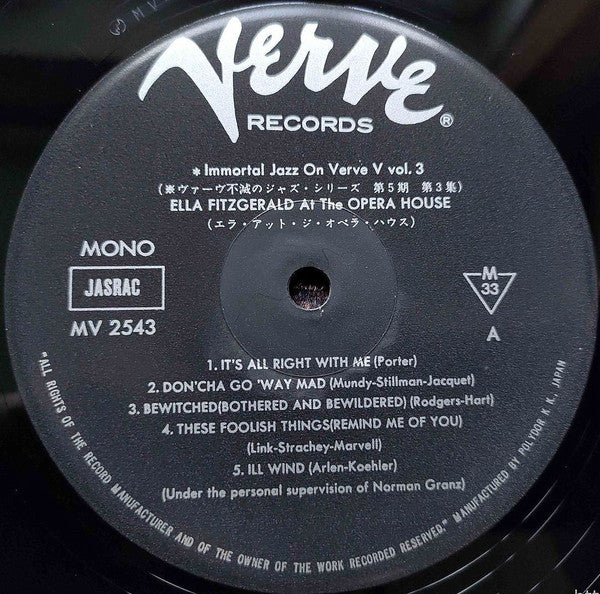 MV
Verve
RECORDS ®
* Immortal Jazz On Verve V vol. 3
(※ヴァーヴ不滅のジャズ・シリーズ 第5期 第3集)
ELLA FITZGERALD At The OPERA HOUSE
(エラ・アット・ジ・オペラ・ハウス)
MONO
JASRAC
MV 2543
M
33
A
1. IT'S ALL RIGHT WITH ME (Porter)
2. DON'CHA GO 'WAY MAD (Mundy-Stillman-Jacquet)
3. BEWITCHED(BOTHERED AND BEWILDERED) (Rodgers-Hart)
4. THESE FOOLISH THINGS(REMIND ME OF YOU)
(Link-Strachey-Marvell)
5. ILL WIND (Arlen-Koehler)
(Under the personal supervision of Norman Granz)
"ALL RIGHTS OF THE RECORD MANUFACTURER AND OF THE OWNER OF THE WORK RECORDED RESERVED." MANUFACTURED BY POLYDOR K. K. JAPAN